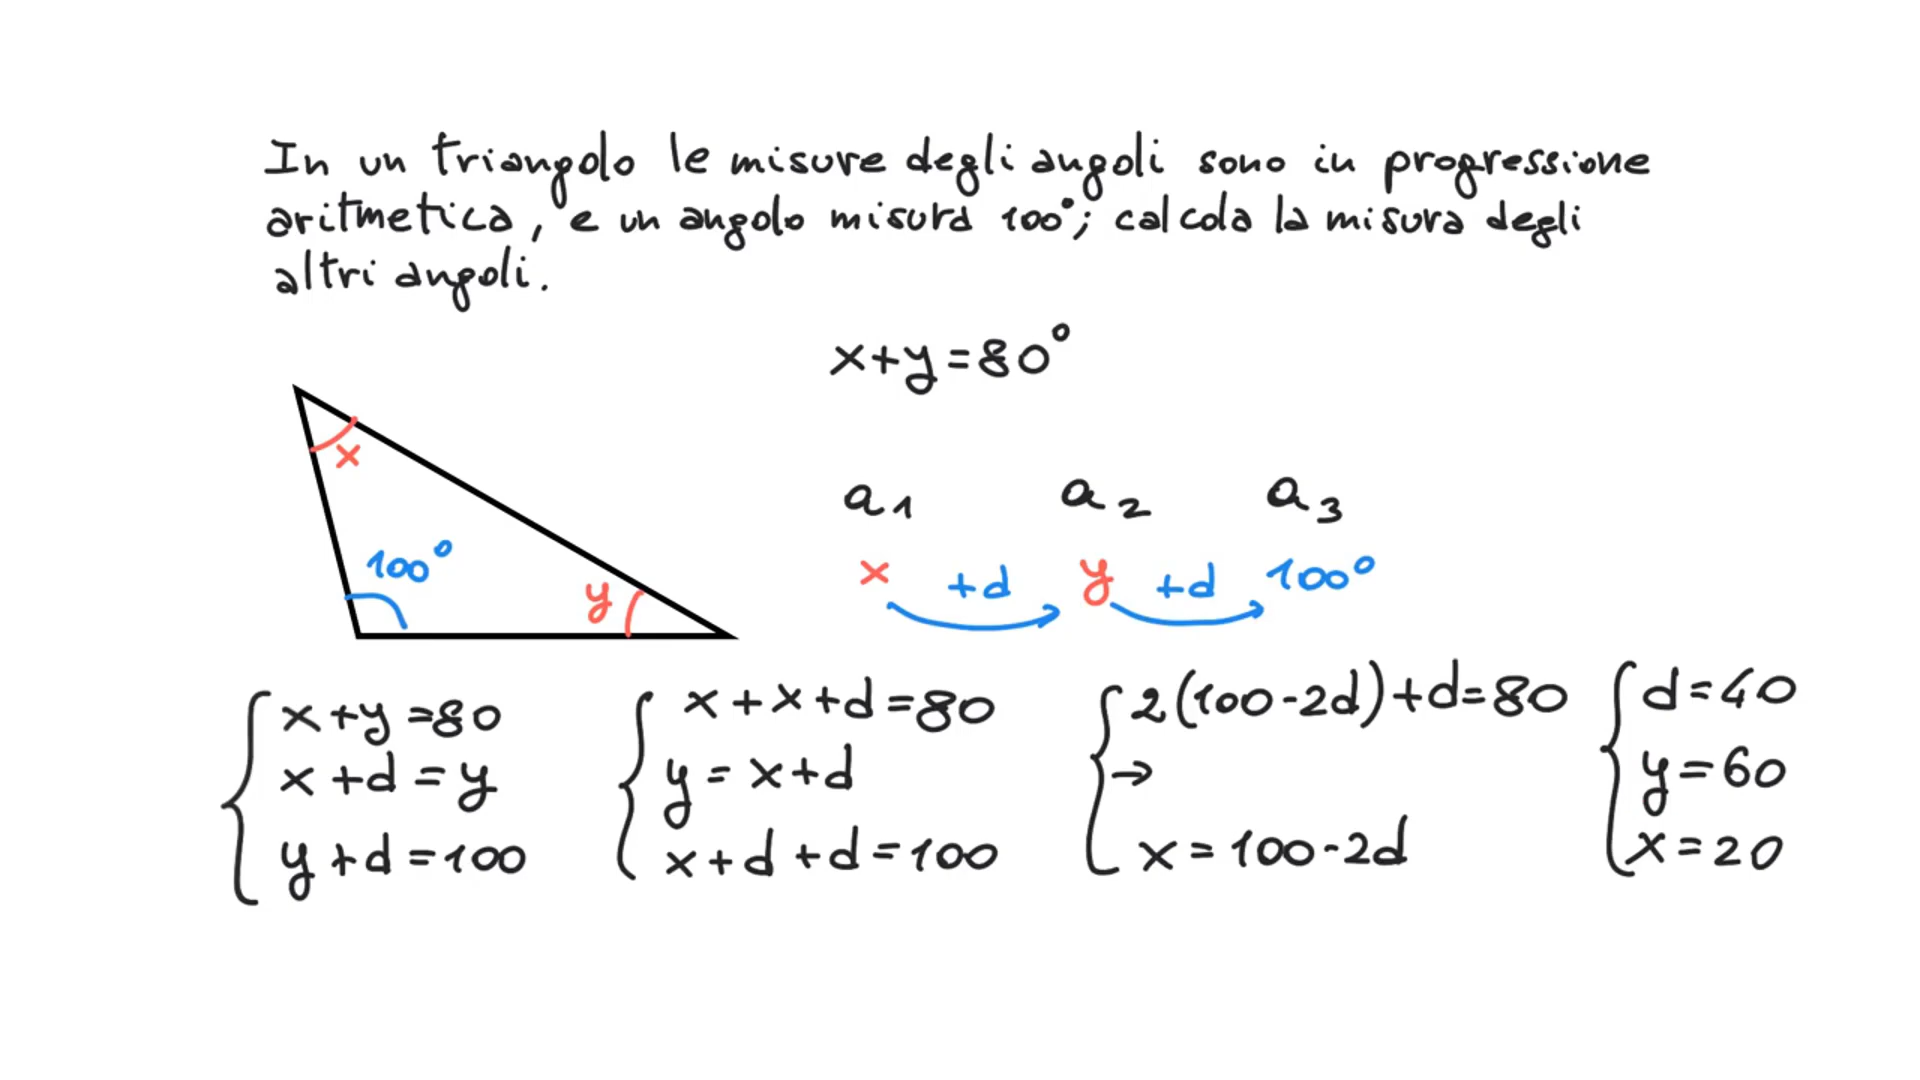 In un triangolo le misure degli angoli sono in progressione
aritmetica, e un angolo misura 100°; calcola la misura degli
altri angoli.
x+y=80°
x
100°
y
a1 a2 a3
x +d y +d 100°
x+y=80
x+d=y
y+d=100
x+x+d=80
y=x+d
x+d+d=100
2(100-2d)+d=80
→
x=100-2d
d=40
y=60
x=20